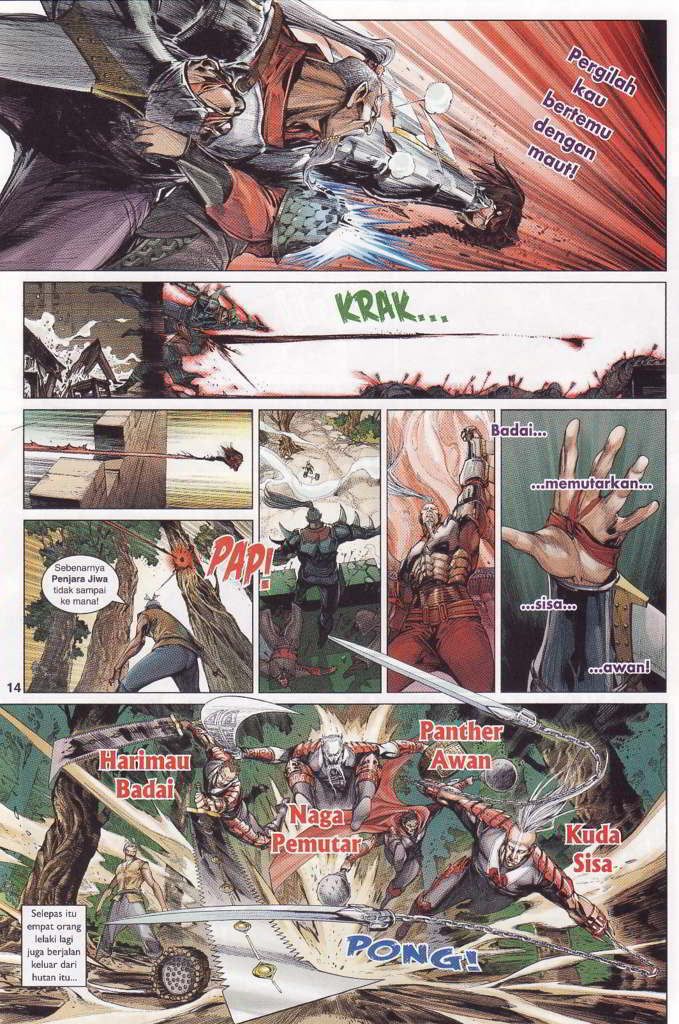 Pergilah
kau
bertemu
dengan
maut!
KRAK...
Sebenarnya
Penjara Jiwa
tidak sampai
ke mana!
PAP!
Badai...
...memutarkan...
...sisa...
...awan!
14
Harimau
Badai
Naga
Pemutar
Pancher
Awan
Kuda
Sisa
Selepas itu
empat orang
lelaki lagi
juga berjalan
keluar dari
hutan itu...
PONG!